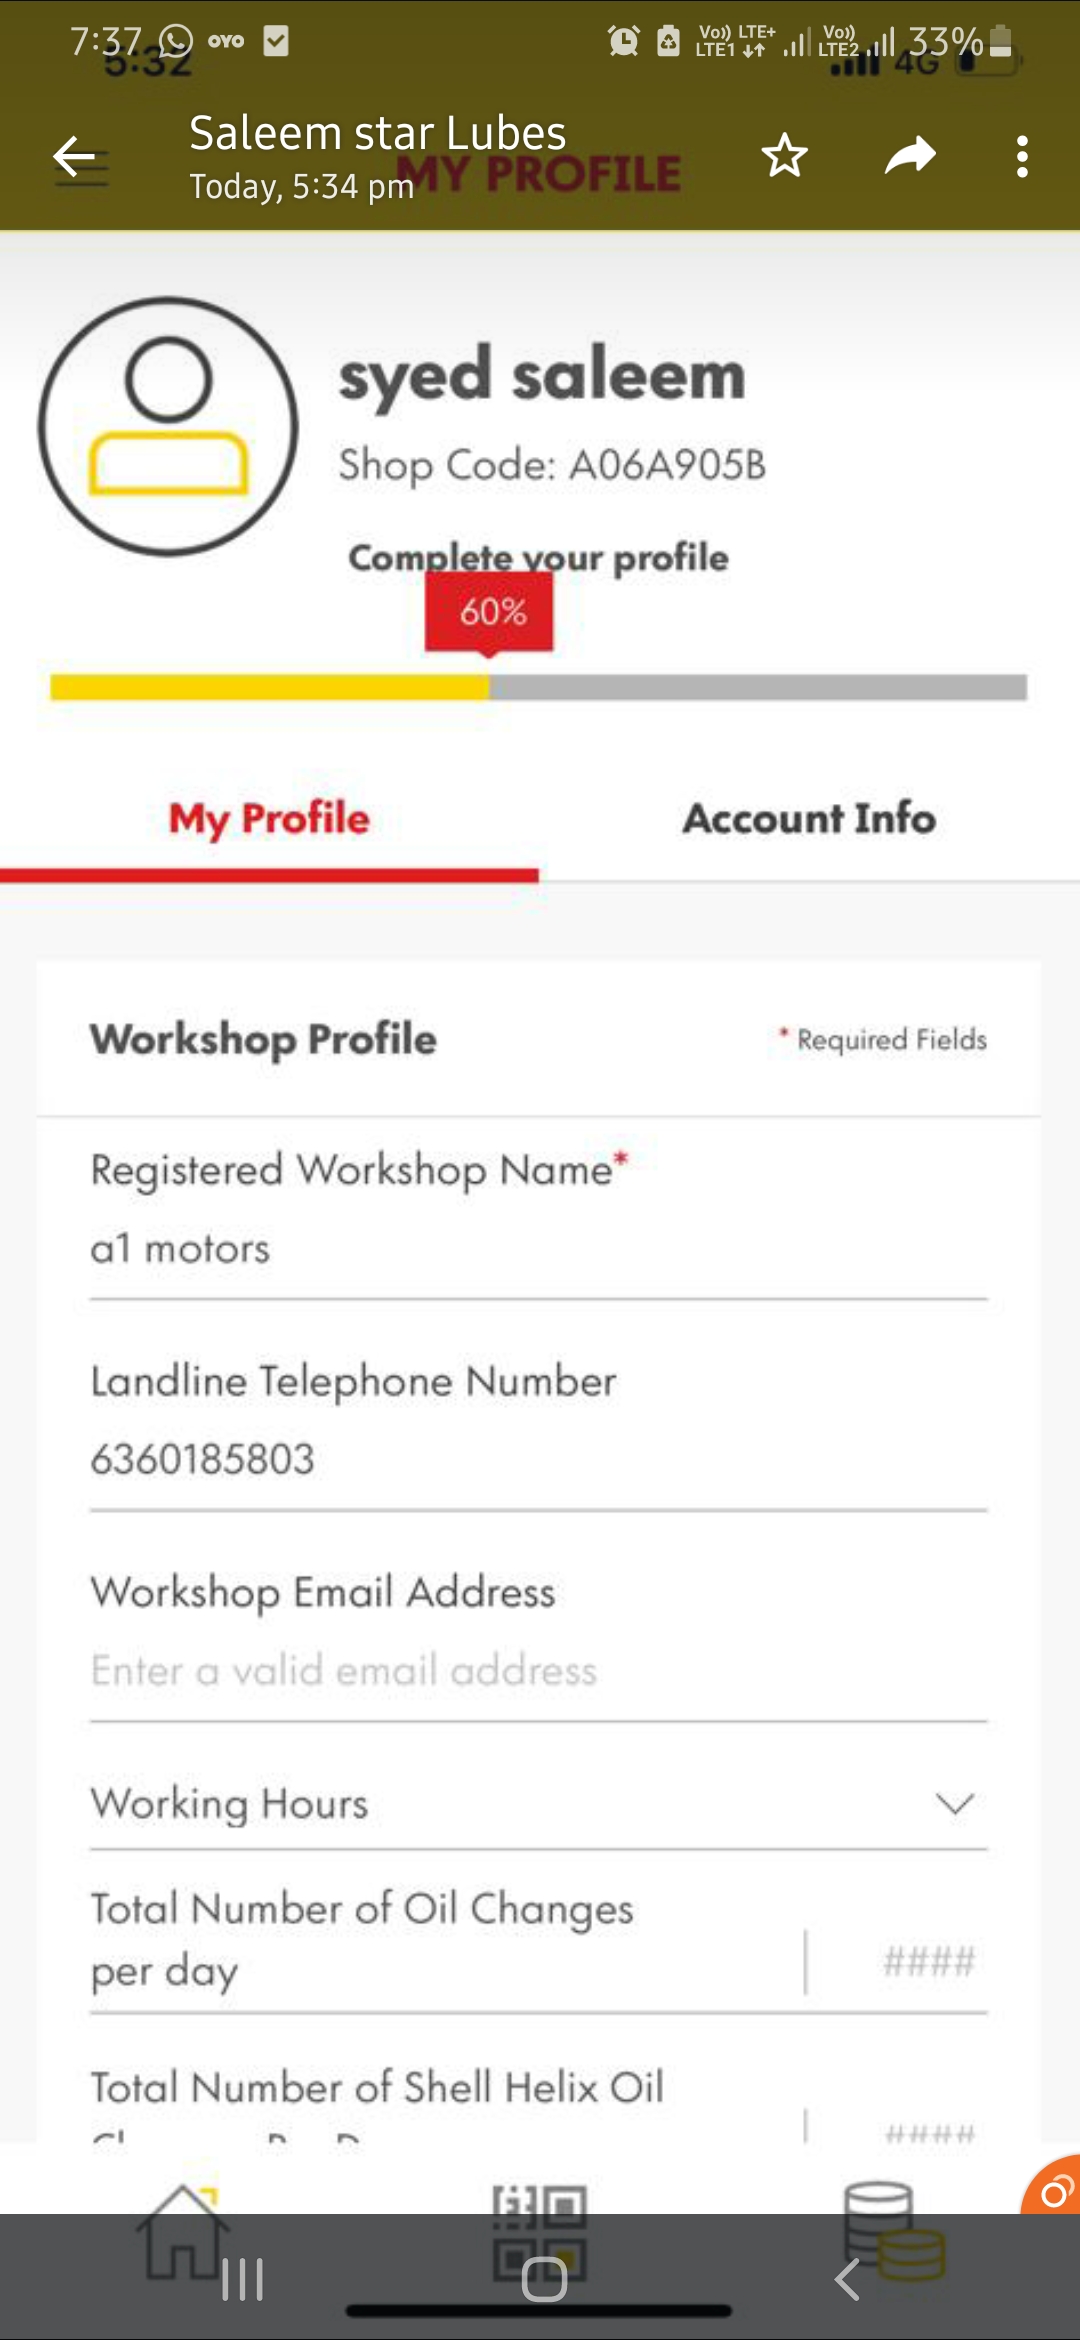 7:37 OYO Vo)) LTE+ LTE1 Vo)) LTE2 33%
5:32 4G
Saleem star Lubes
Today, 5:34 pm
MY PROFILE
syed saleem
Shop Code: A06A905B
Complete your profile
60%
My Profile Account Info
Workshop Profile * Required Fields
Registered Workshop Name*
a1 motors
Landline Telephone Number
6360185803
Workshop Email Address
Enter a valid email address
Working Hours
Total Number of Oil Changes
per day ####
Total Number of Shell Helix Oil
####